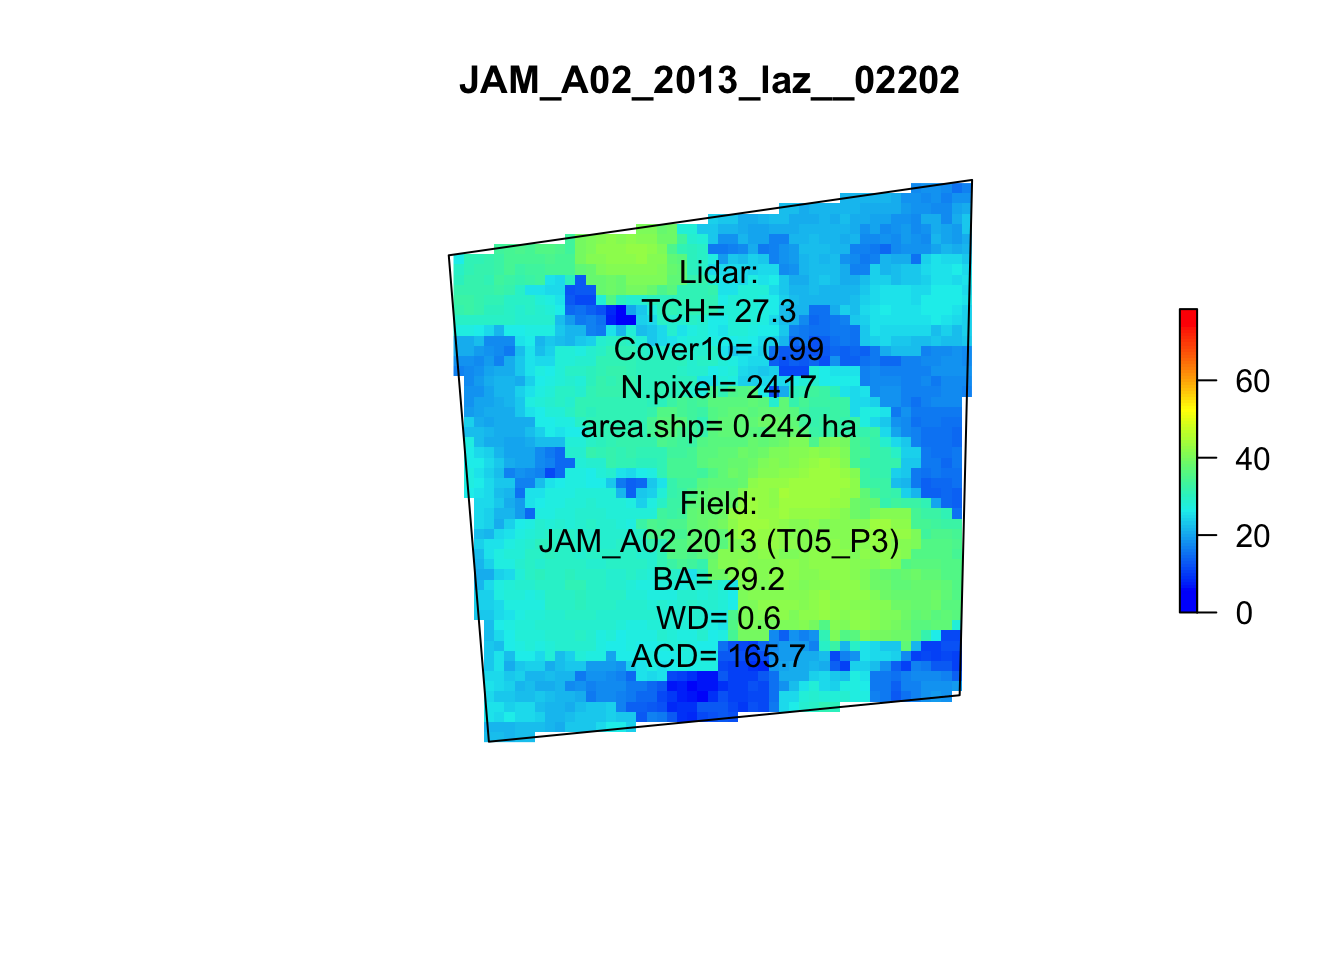 JAM_A02_2013_laz__02202
Lidar:
TCH= 27.3
Cover10= 0.99
N.pixel= 2417
area.shp= 0.242 ha
Field:
JAM_A02 2013 (T05_P3)
BA= 29.2
WD= 0.6
ACD= 165.7
60
40
20
0